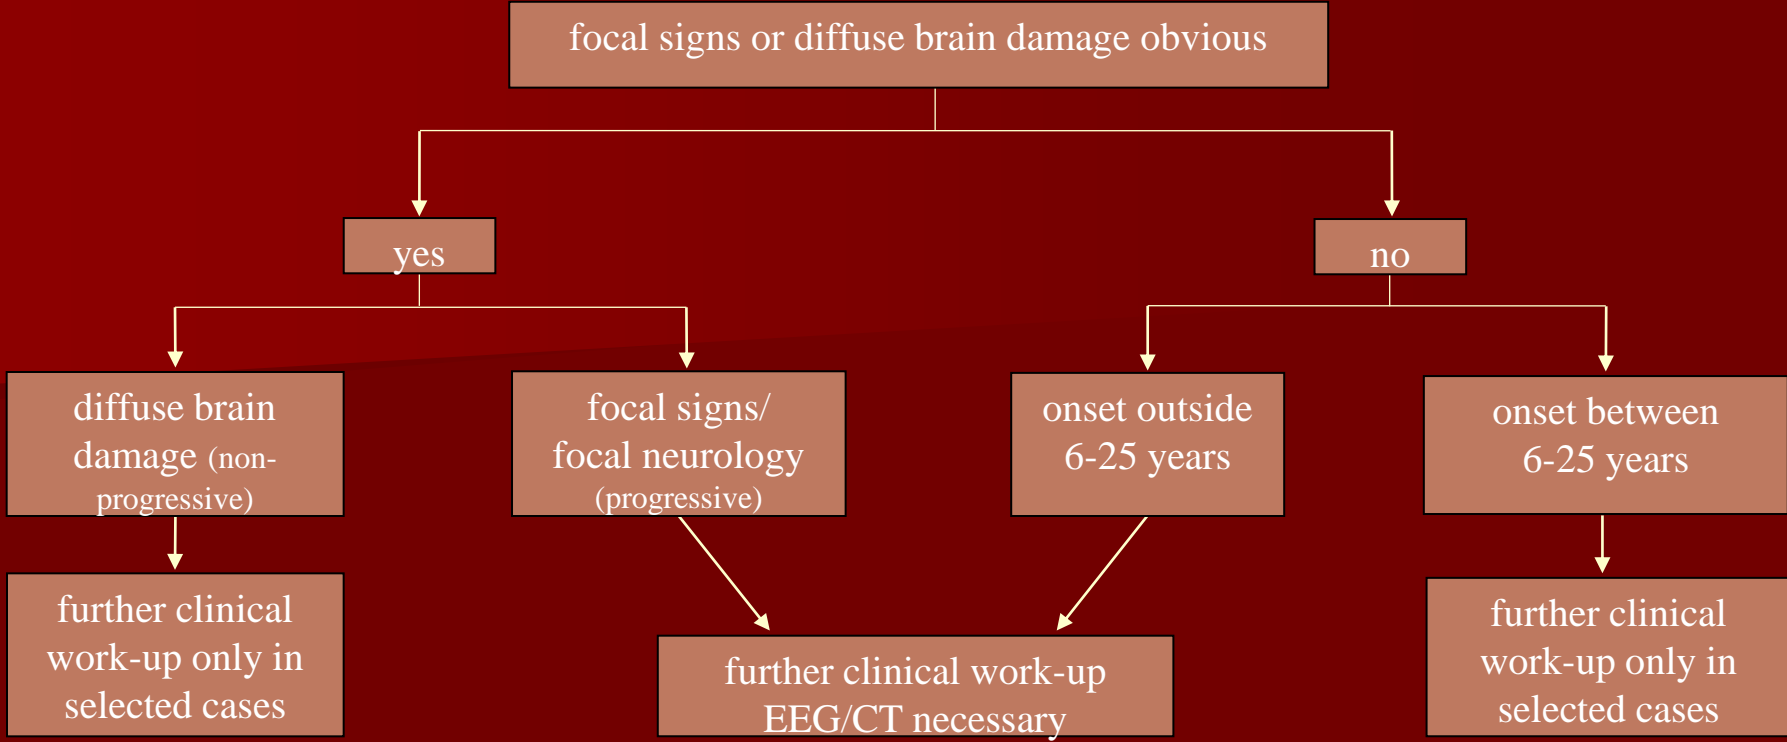 focal signs or diffuse brain damage obvious
yes
no
diffuse brain
damage (non-
progressive)
focal signs/
focal neurology
(progressive)
onset outside
6-25 years
onset between
6-25 years
further clinical
work-up only in
selected cases
further clinical work-up
EEG/CT necessary
further clinical
work-up only in
selected cases